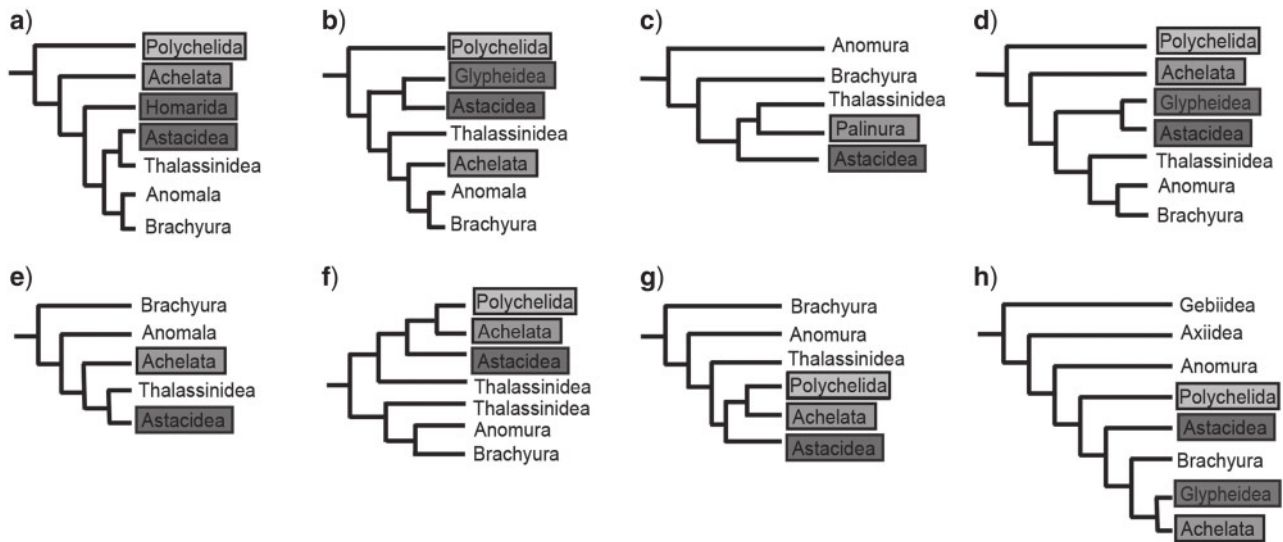 a)
Polychelida
Achelata
Homarida
Astacidea
Thalassinidea
Anomala
Brachyura
b)
Polychelida
Glypheidea
Astacidea
Thalassinidea
Achelata
Anomala
Brachyura
c)
Anomura
Brachyura
Thalassinidea
Palinura
Astacidea
d)
Polychelida
Achelata
Glypheidea
Astacidea
Thalassinidea
Anomura
Brachyura
e)
Brachyura
Anomala
Achelata
Thalassinidea
Astacidea
f)
Polychelida
Achelata
Astacidea
Thalassinidea
Thalassinidea
Anomura
Brachyura
g)
Brachyura
Anomura
Thalassinidea
Polychelida
Achelata
Astacidea
h)
Gebiidea
Axiidea
Anomura
Polychelida
Astacidea
Brachyura
Glypheidea
Achelata